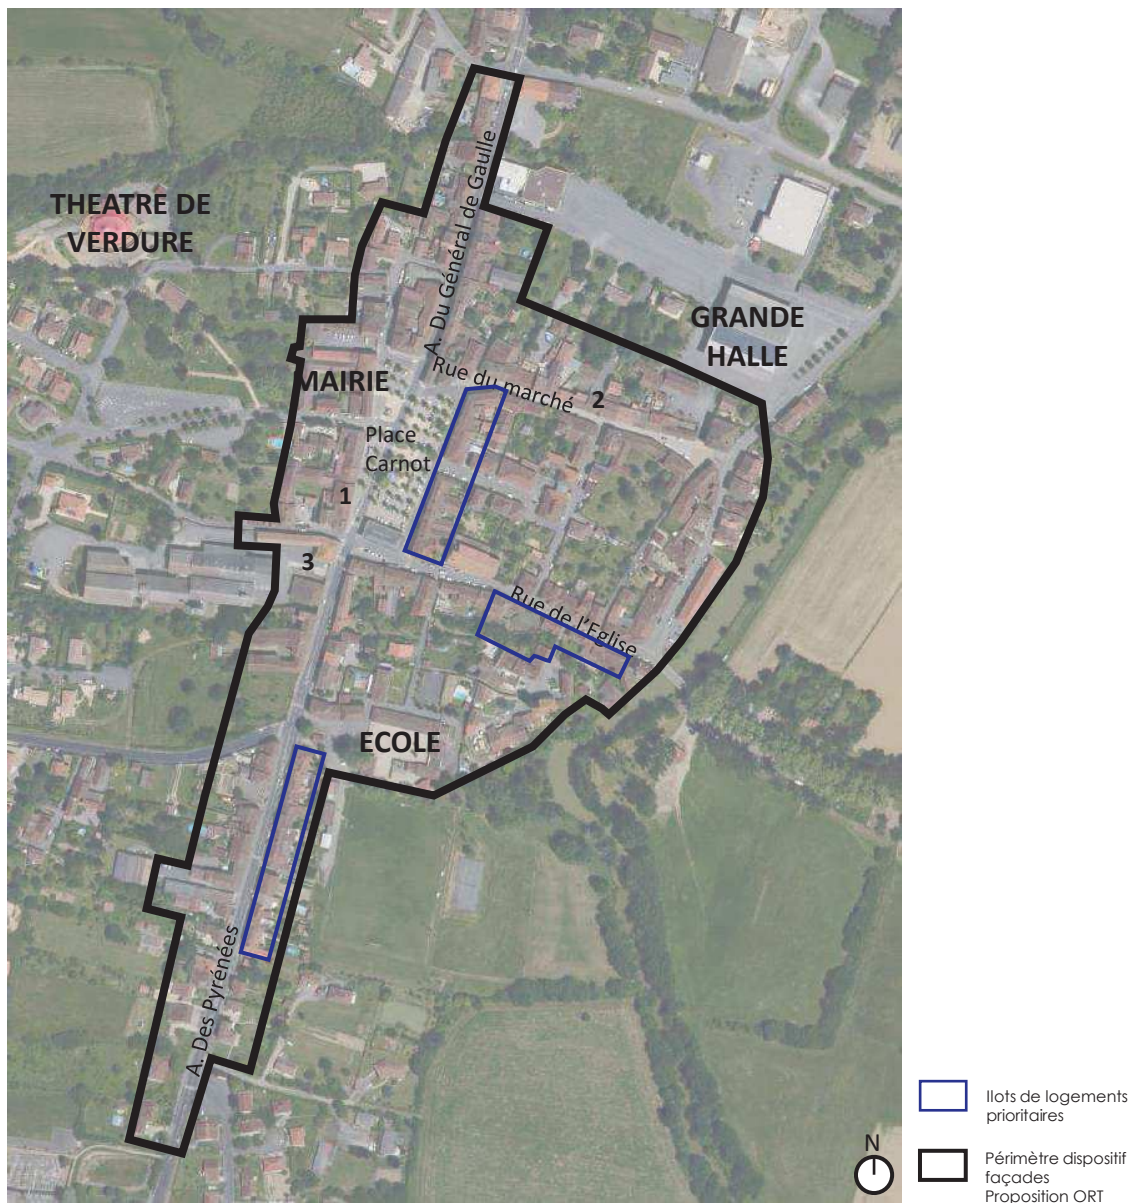 THEATRE DE
VERDURE
A. Du Général de Gaulle
GRANDE
HALLE
MAIRIE
Rue du marché
2
Place
Carnot
1
3
Rue de l'Eglise
ECOLE
A. Des Pyrénées
N
Ilots de logements
prioritaires
Périmètre dispositif
façades
Proposition ORT